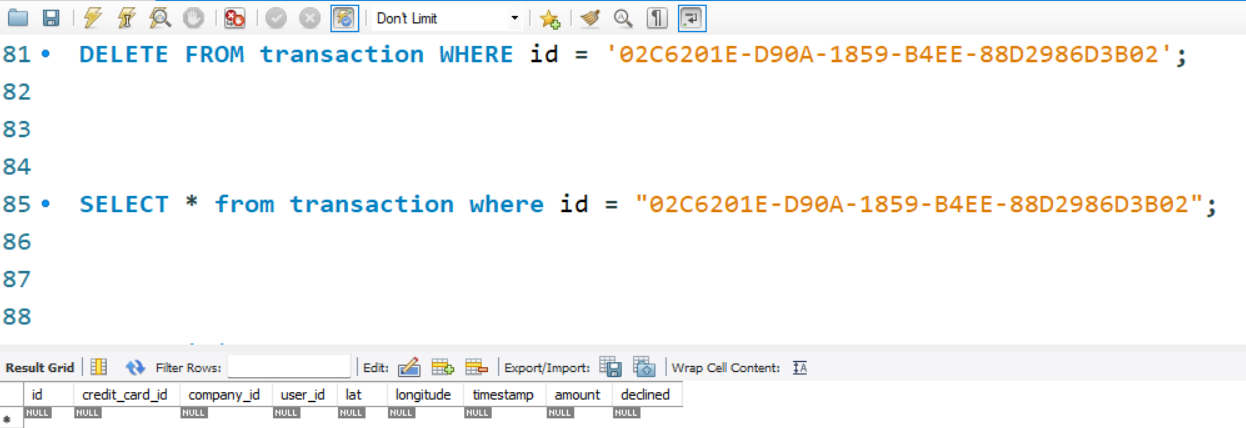 Don't Limit
81 DELETE FROM transaction WHERE id = '02C6201E-D90A-1859-B4EE-88D2986D3B02';
82
83
84
85 SELECT * from transaction where id = "02C6201E-D90A-1859-B4EE-88D2986D3B02";
86
87
88
Result Grid Filter Rows: Edit: Export/Import: Wrap Cell Content:
id credit_card_id company_id user_id lat longitude timestamp amount declined
* NULL NULL NULL NULL NULL NULL NULL NULL NULL